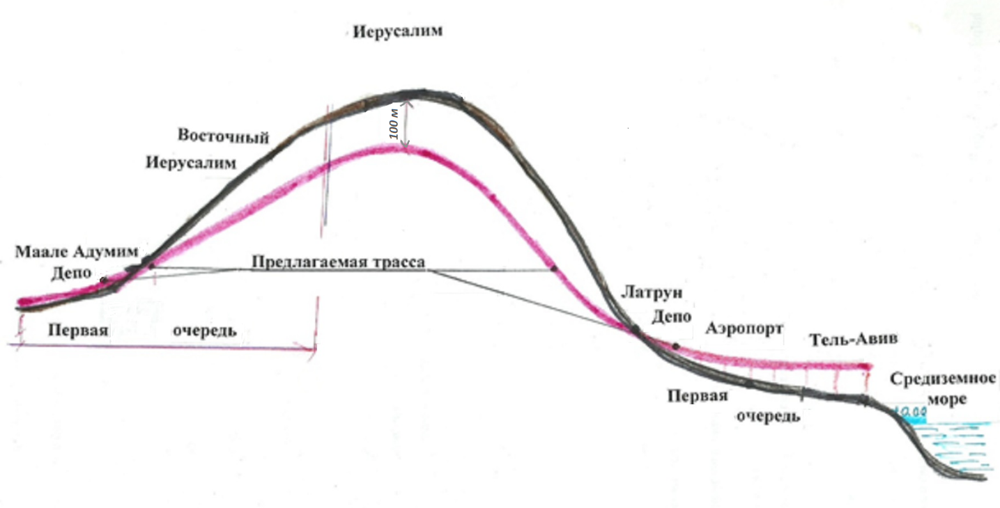 Иерусалим
100 м
Восточный
Иерусалим
Маале Адумим
Депо
Предлагаемая трасса
Латрун
Депо
Аэропорт
Тель-Авив
Первая очередь
Средиземное
море
Первая
очередь
0.00